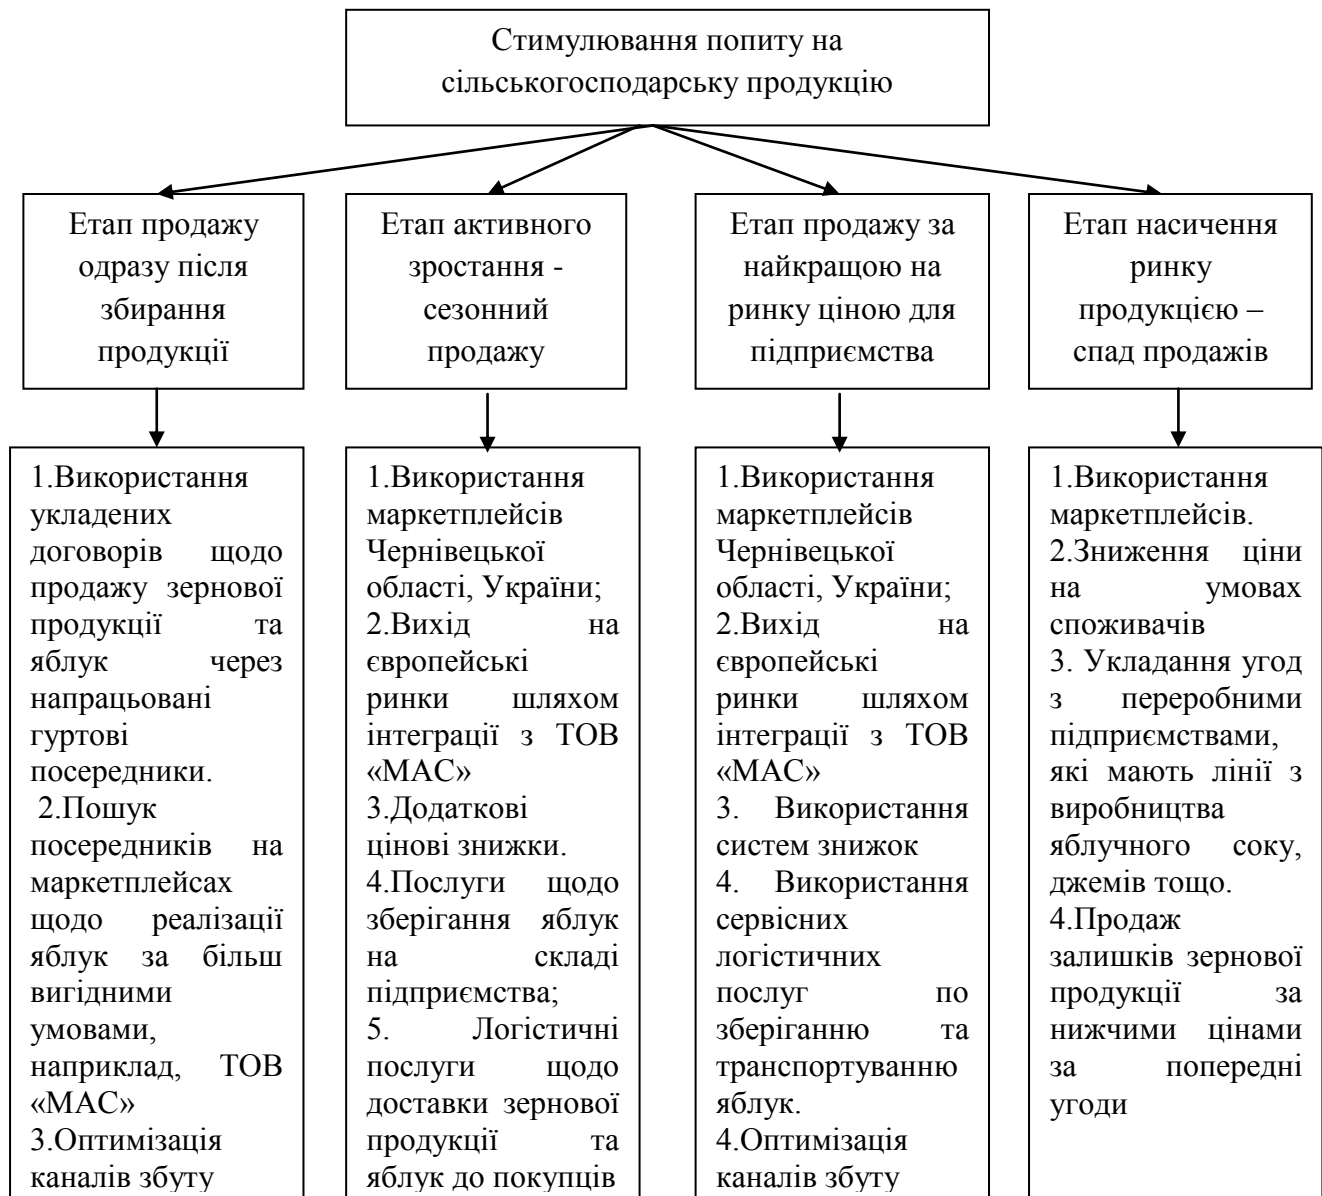 Стимулювання попиту на
сільськогосподарську продукцію
Етап продажу
одразу після
збирання
продукції
Етап активного
зростання -
сезонний
продажу
Етап продажу за
найкращою на
ринку ціною для
підприємства
Етап насичення
ринку
продукцією –
спад продажів
1.Використання
укладених
договорів щодо
продажу зернової
продукції та
яблук через
напрацьовані
гуртові
посередники.
2.Пошук
посередників на
маркетплейсах
щодо реалізації
яблук за більш
вигідними
умовами,
наприклад, ТОВ
«МАС»
3.Оптимізація
каналів збуту
1.Використання
маркетплейсів
Чернівецької
області, України;
2.Вихід на
європейські
ринки шляхом
інтеграції з ТОВ
«МАС»
3.Додаткові
цінові знижки.
4.Послуги щодо
зберігання яблук
на складі
підприємства;
5. Логістичні
послуги щодо
доставки зернової
продукції та
яблук до покупців
1.Використання
маркетплейсів
Чернівецької
області, України;
2.Вихід на
європейські
ринки шляхом
інтеграції з ТОВ
«МАС»
3. Використання
систем знижок
4. Використання
сервісних
логістичних
послуг по
зберіганню та
транспортуванню
яблук.
4.Оптимізація
каналів збуту
1.Використання
маркетплейсів.
2.Зниження ціни
на умовах
споживачів
3. Укладання угод
з переробними
підприємствами,
які мають лінії з
виробництва
яблучного соку,
джемів тощо.
4.Продаж
залишків зернової
продукції за
нижчими цінами
за попередні
угоди